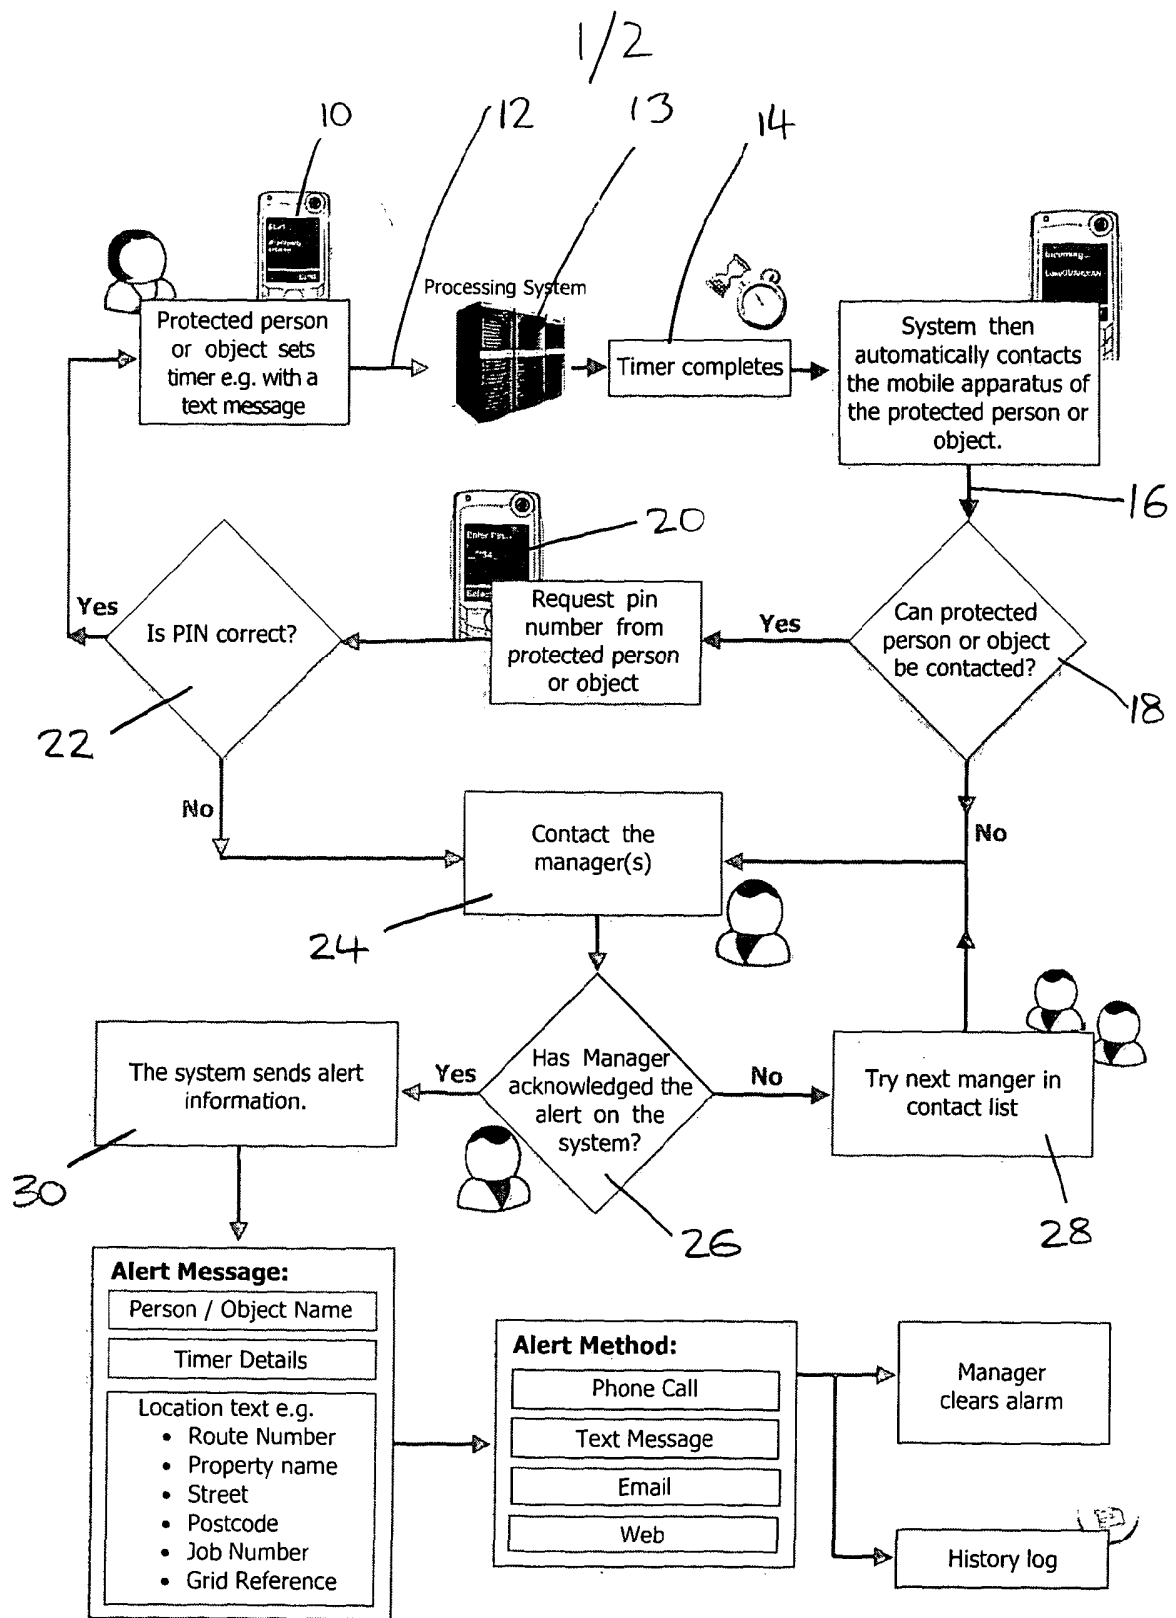 1/2
10
12
13
14
Start...
Send
Processing System
Incoming...
Protected person
or object sets
timer e.g. with a
text message
Timer completes
System then
automatically contacts
the mobile apparatus of
the protected person or
object.
16
20
Enter Pin...
Yes
Is PIN correct?
Request pin
number from
protected person
or object
Yes
Can protected
person or object
be contacted?
18
22
No
Contact the
manager(s)
No
24
The system sends alert
information.
Yes
Has Manager
acknowledged the
alert on the
system?
No
Try next manger in
contact list
30
26
28
Alert Message:
Person / Object Name
Timer Details
Location text e.g.
• Route Number
• Property name
• Street
• Postcode
• Job Number
• Grid Reference
Alert Method:
Phone Call
Text Message
Email
Web
Manager
clears alarm
History log